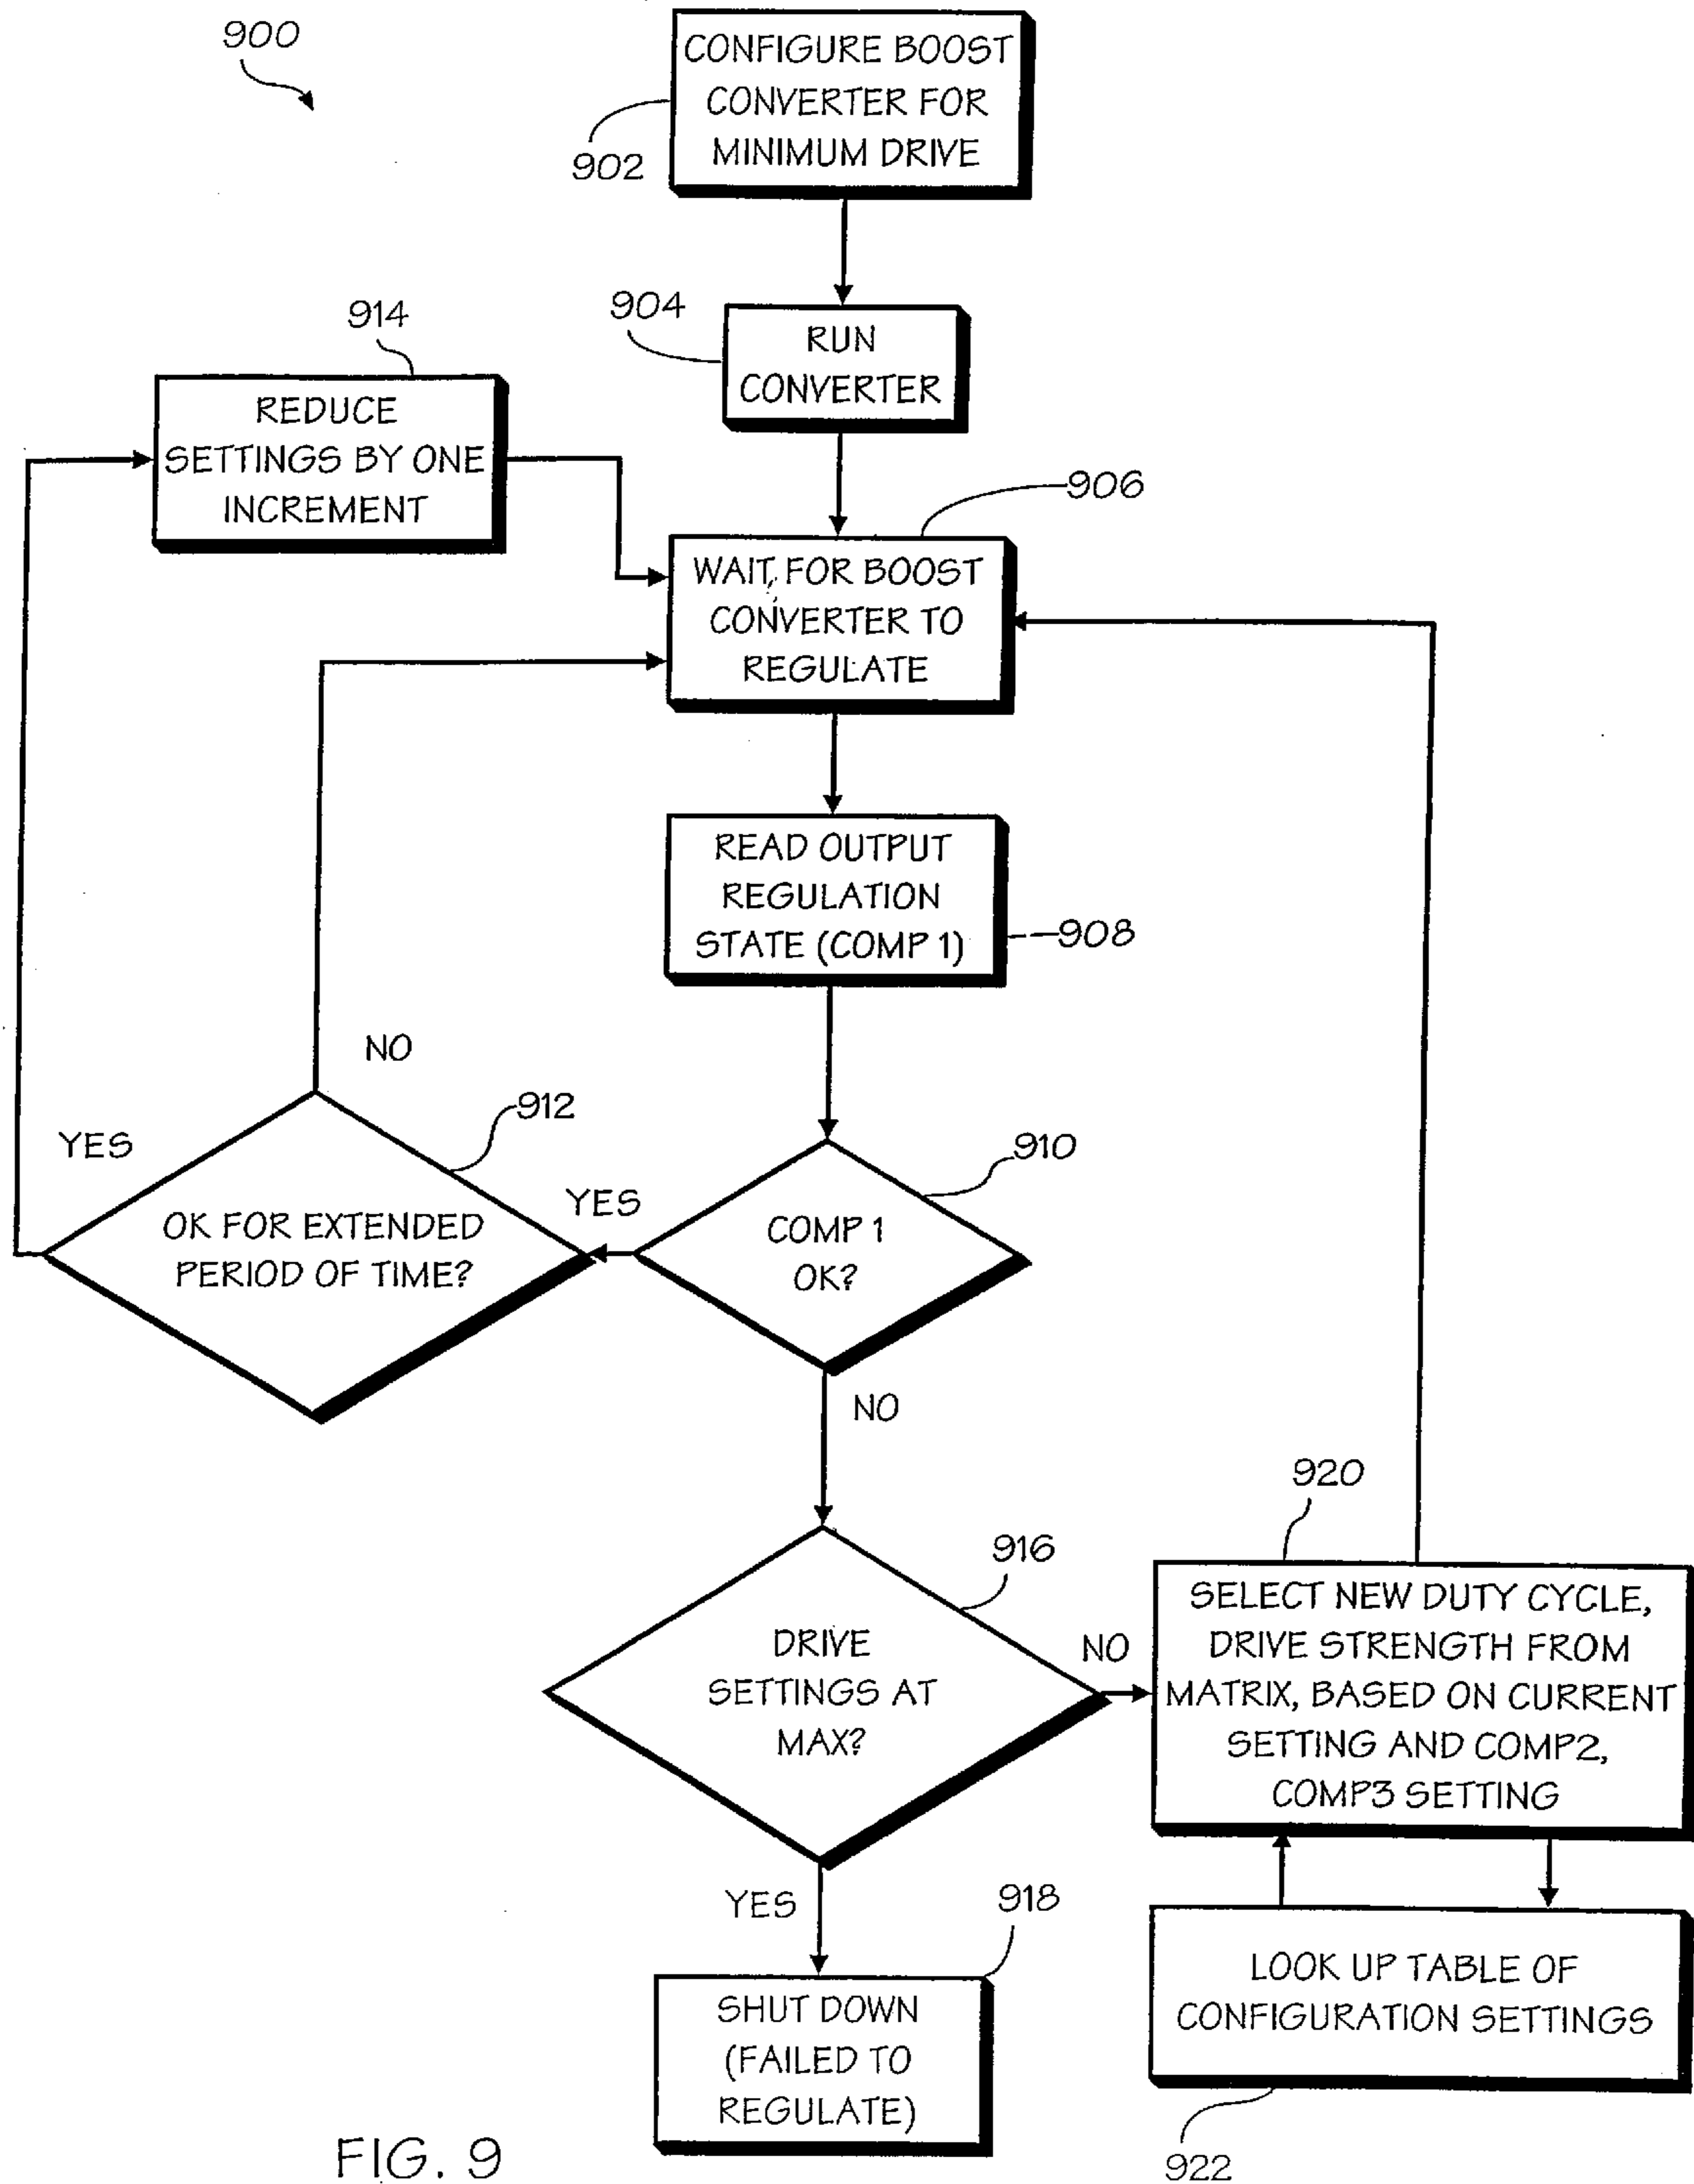 900
CONFIGURE BOOST
CONVERTER FOR
MINIMUM DRIVE
902
904
RUN
CONVERTER
914
REDUCE
SETTINGS BY ONE
INCREMENT
906
WAIT FOR BOOST
CONVERTER TO
REGULATE
READ OUTPUT
REGULATION
STATE (COMP 1)
908
NO
912
YES
OK FOR EXTENDED
PERIOD OF TIME?
YES
910
COMP 1
OK?
NO
916
DRIVE
SETTINGS AT
MAX?
NO
920
SELECT NEW DUTY CYCLE,
DRIVE STRENGTH FROM
MATRIX, BASED ON CURRENT
SETTING AND COMP2,
COMP3 SETTING
YES
918
SHUT DOWN
(FAILED TO
REGULATE)
LOOK UP TABLE OF
CONFIGURATION SETTINGS
922
FIG. 9